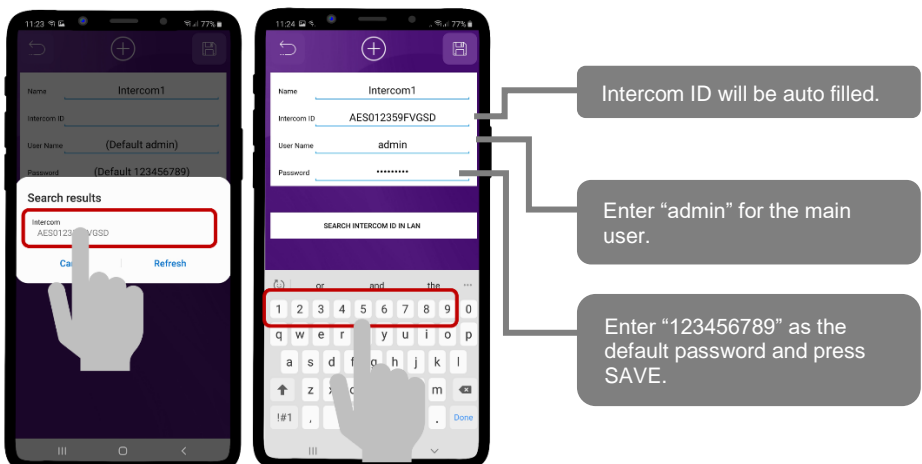 11:23
77%
Name
Intercom1
Intercom ID
User Name
(Default admin)
Password
(Default 123456789)
Search results
Intercom
AES0123 VGSD
Ca
Refresh
11:24
77%
Name
Intercom1
Intercom ID
AES012359FVGSD
User Name
admin
Password
•••••••••
SEARCH INTERCOM ID IN LAN
or and the
1 2 3 4 5 6 7 8 9 0
q w e r y u i o p
a s d f g h j k l
z m
!#1 , . Done
Intercom ID will be auto filled.
Enter “admin” for the main
user.
Enter “123456789” as the
default password and press
SAVE.